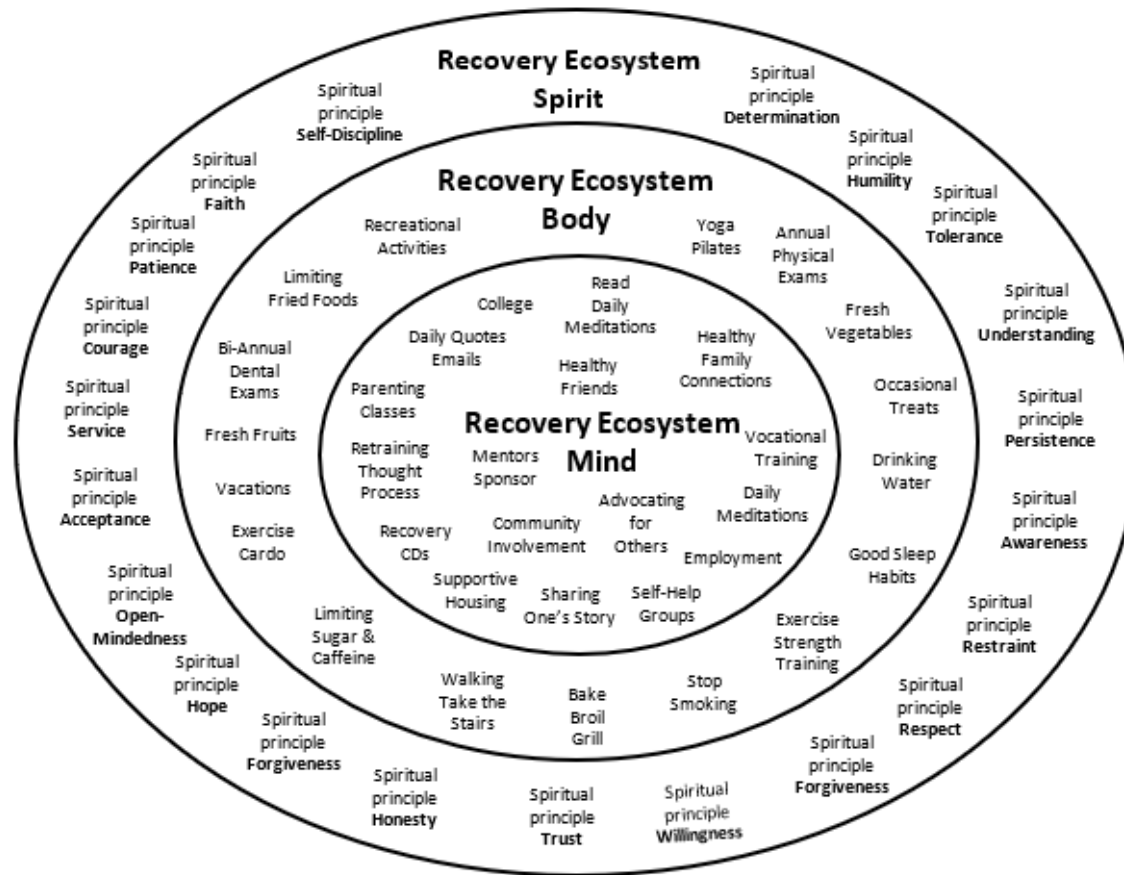 Recovery Ecosystem
Spirit
Spiritual
principle
Determination
Spiritual
principle
Humility
Spiritual
principle
Tolerance
Spiritual
principle
Understanding
Spiritual
principle
Persistence
Spiritual
principle
Awareness
Spiritual
principle
Restraint
Spiritual
principle
Respect
Spiritual
principle
Forgiveness
Spiritual
principle
Willingness
Spiritual
principle
Trust
Spiritual
principle
Honesty
Spiritual
principle
Forgiveness
Spiritual
principle
Hope
Spiritual
principle
Open-
Mindedness
Spiritual
principle
Acceptance
Spiritual
principle
Service
Spiritual
principle
Courage
Spiritual
principle
Patience
Spiritual
principle
Faith
Spiritual
principle
Self-Discipline
Recovery Ecosystem
Body
Yoga
Pilates
Annual
Physical
Exams
Fresh
Vegetables
Occasional
Treats
Drinking
Water
Good Sleep
Habits
Exercise
Strength
Training
Stop
Smoking
Bake
Broil
Grill
Walking
Take the
Stairs
Limiting
Sugar &
Caffeine
Exercise
Cardo
Vacations
Fresh Fruits
Bi-Annual
Dental
Exams
Limiting
Fried Foods
Recreational
Activities
College
Read
Daily
Meditations
Daily Quotes
Emails
Healthy
Friends
Healthy
Family
Connections
Parenting
Classes
Recovery Ecosystem
Mind
Retraining
Thought
Process
Mentors
Sponsor
Vocational
Training
Daily
Meditations
Advocating
for
Others
Community
Involvement
Recovery
CDs
Employment
Supportive
Housing
Sharing
One's Story
Self-Help
Groups